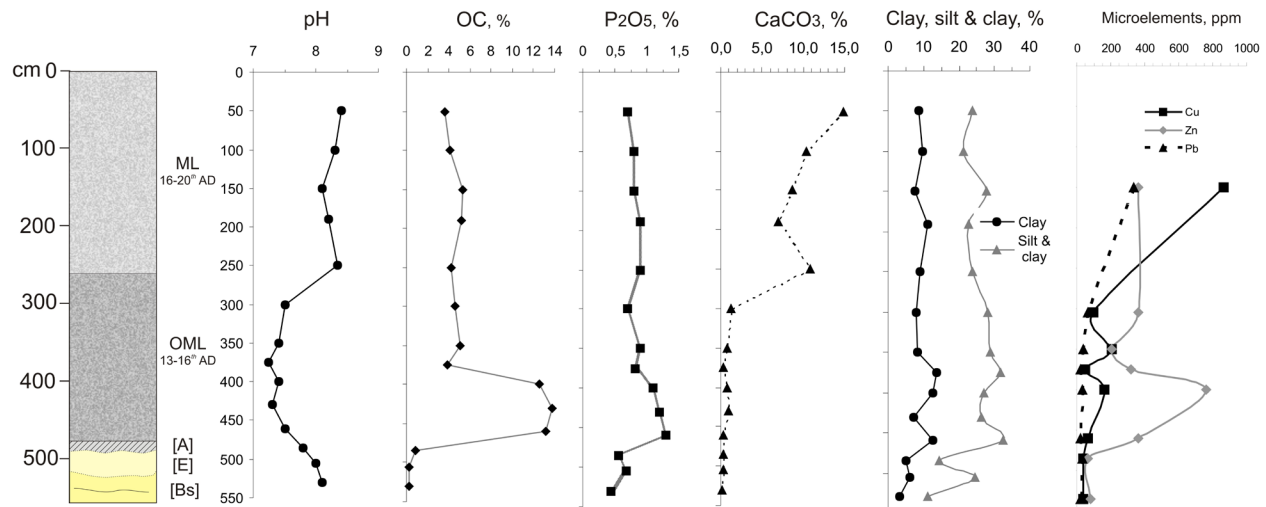 pH
OC, %
P2O5, %
CaCO3, %
Clay, silt & clay, %
Microelements, ppm
7 8 9
0 2 4 6 8 10 12 14
0 0,5 1 1,5
0,0 5,0 10,0 15,0
0 10 20 30 40
0 200 400 600 800 1000
cm 0
100
200
300
400
500
ML
16-20th AD
OML
13-16th AD
[A]
[E]
[Bs]
0
50
100
150
200
250
300
350
400
450
500
550
Clay
Silt &
clay
Cu
Zn
Pb